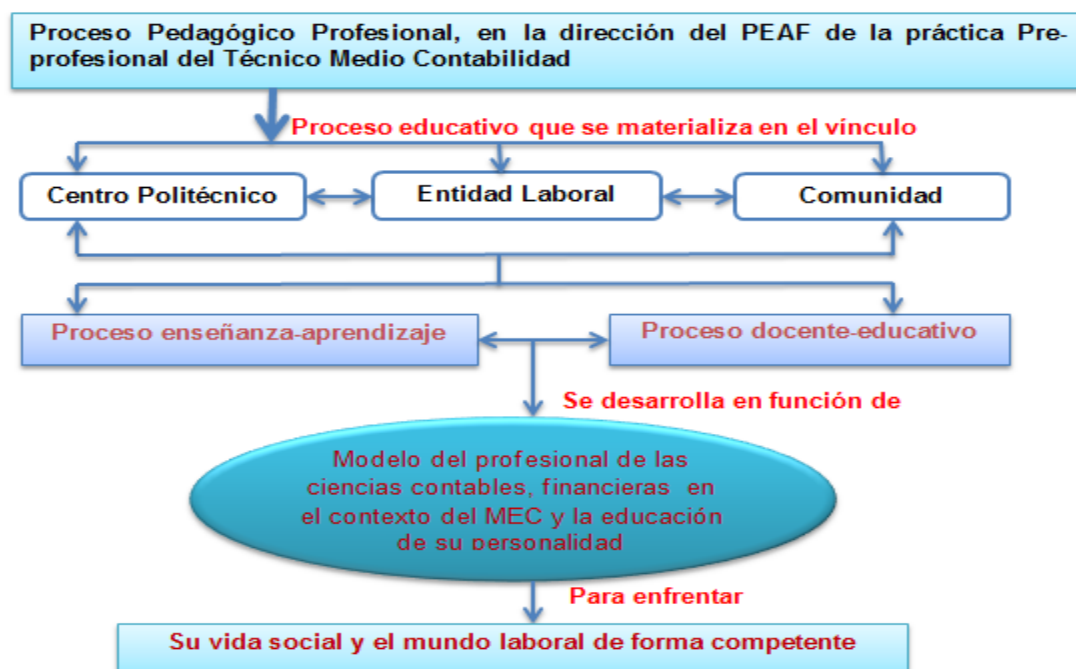 Proceso Pedagógico Profesional, en la dirección del PEAF de la práctica Pre-
profesional del Técnico Medio Contabilidad
Proceso educativo que se materializa en el vínculo
Centro Politécnico
Entidad Laboral
Comunidad
Proceso enseñanza-aprendizaje
Proceso docente-educativo
Se desarrolla en función de
Modelo del profesional de las
ciencias contables, financieras en
el contexto del MEC y la educación
de su personalidad
Para enfrentar
Su vida social y el mundo laboral de forma competente